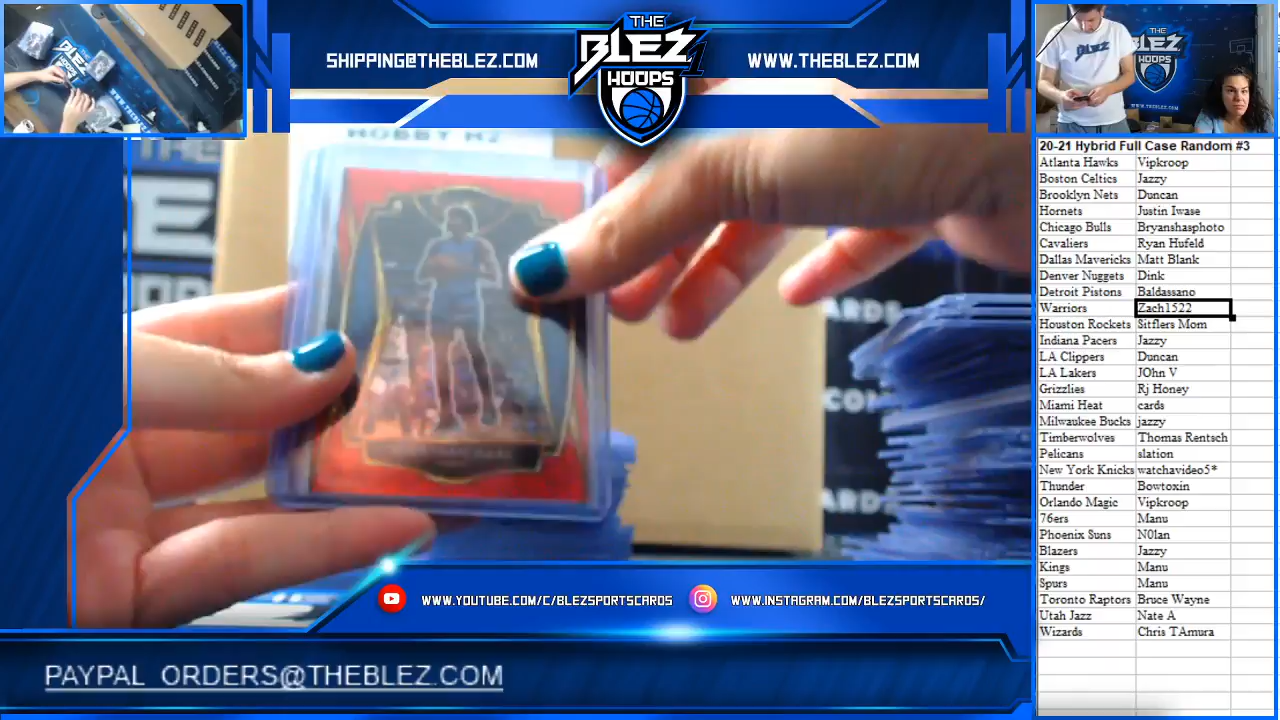 THE
BLEZ
HOOPS
SHIPPING@THEBLEZ.COM
WWW.THEBLEZ.COM
HOBBY H2
20-21 Hybrid Full Case Random #3
Atlanta Hawks Vipkroop
Boston Celtics Jazzy
Brooklyn Nets Duncan
Hornets Justin Iwase
Chicago Bulls Bryanshasphoto
Cavaliers Ryan Hufeld
Dallas Mavericks Matt Blank
Denver Nuggets Dink
Detroit Pistons Baldassano
Warriors Zach1522
Houston Rockets Sitflers Mom
Indiana Pacers Jazzy
LA Clippers Duncan
LA Lakers JOhn V
Grizzlies Rj Honey
Miami Heat cards
Milwaukee Bucks jazzy
Timberwolves Thomas Rentsch
Pelicans slation
New York Knicks watchavideo5*
Thunder Bowtoxin
Orlando Magic Vipkroop
76ers Manu
Phoenix Suns N0lan
Blazers Jazzy
Kings Manu
Spurs Manu
Toronto Raptors Bruce Wayne
Utah Jazz Nate A
Wizards Chris TAmura
WWW.YOUTUBE.COM/C/BLEZSPORTSCARDS
WWW.INSTAGRAM.COM/BLEZSPORTSCARDS/
PAYPAL ORDERS@THEBLEZ.COM